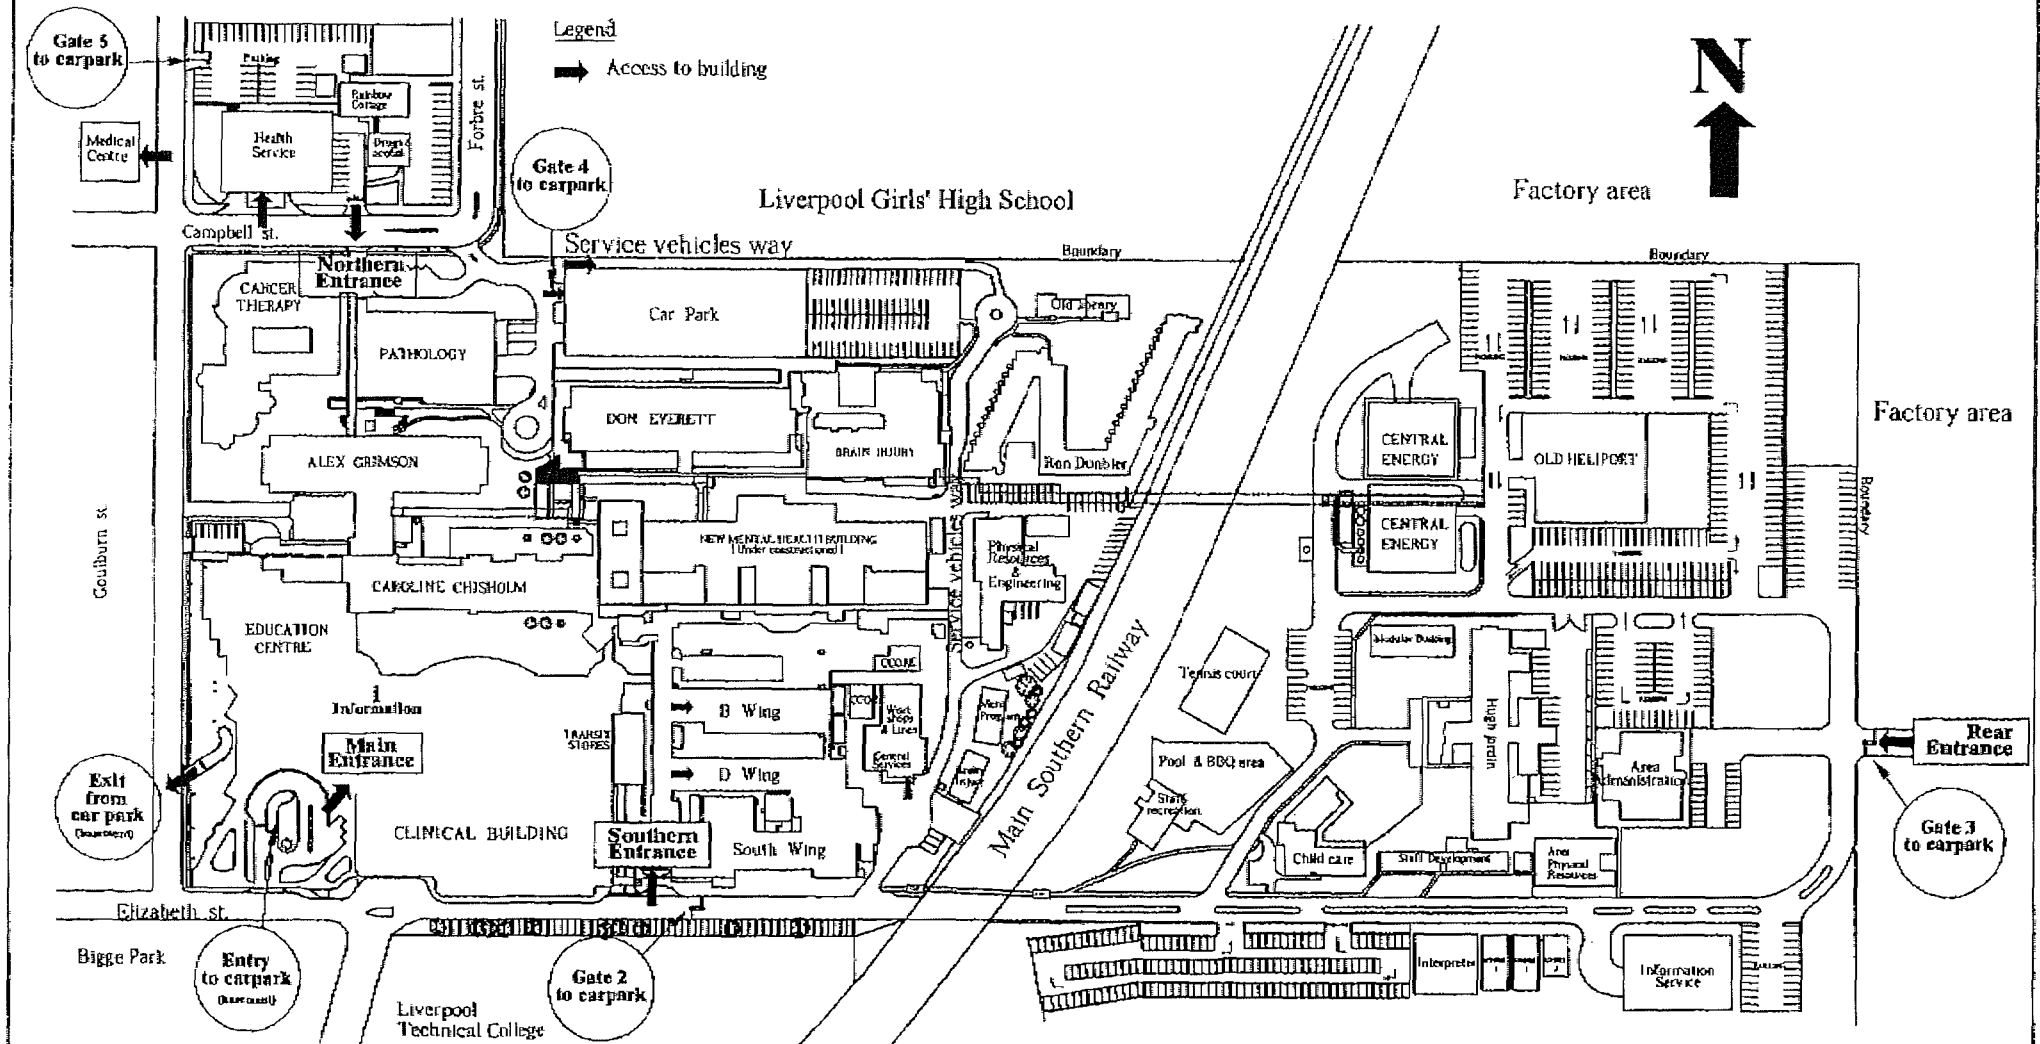 Legend
Access to building
N
Gate 5
to carpark
Parking
Rainbow
Cottage
Forbre st.
Medical
Centre
Health
Service
Gate 4
to carpark
Liverpool Girls' High School
Factory area
Campbell st.
Service vehicles way
Boundary
Boundary
Northern
Entrance
CANCER
THERAPY
Car Park
Old library
PATHOLOGY
DON EVERETT
BRAIN INJURY
Ron Dunbler
CENTRAL
ENERGY
OLD HELIPORT
Factory area
ALEX GRIMSON
Boundary
Goulburn st
NEW MENTAL HEALTH BUILDING
Service vehicles way
Physical
Resources
&
Engineering
CENTRAL
ENERGY
CAROLINE CHISHOLM
EDUCATION
CENTRE
Modular Building
i
Information
B Wing
Work
shops
Tennis court
TRANSIT
STORES
Main
Entrance
D Wing
General
Services
Main Southern Railway
Pool & BBQ area
Staff
recreation
Area
Administration
Rear
Entrance
Exit
from
car park
CLINICAL BUILDING
Southern
Entrance
South Wing
Child care
Staff Development
Area
Physical
Resources
Gate 3
to carpark
Elizabeth st.
Bigge Park
Entry
to carpark
Gate 2
to carpark
Liverpool
Technical College
Interpreter
Information
Service